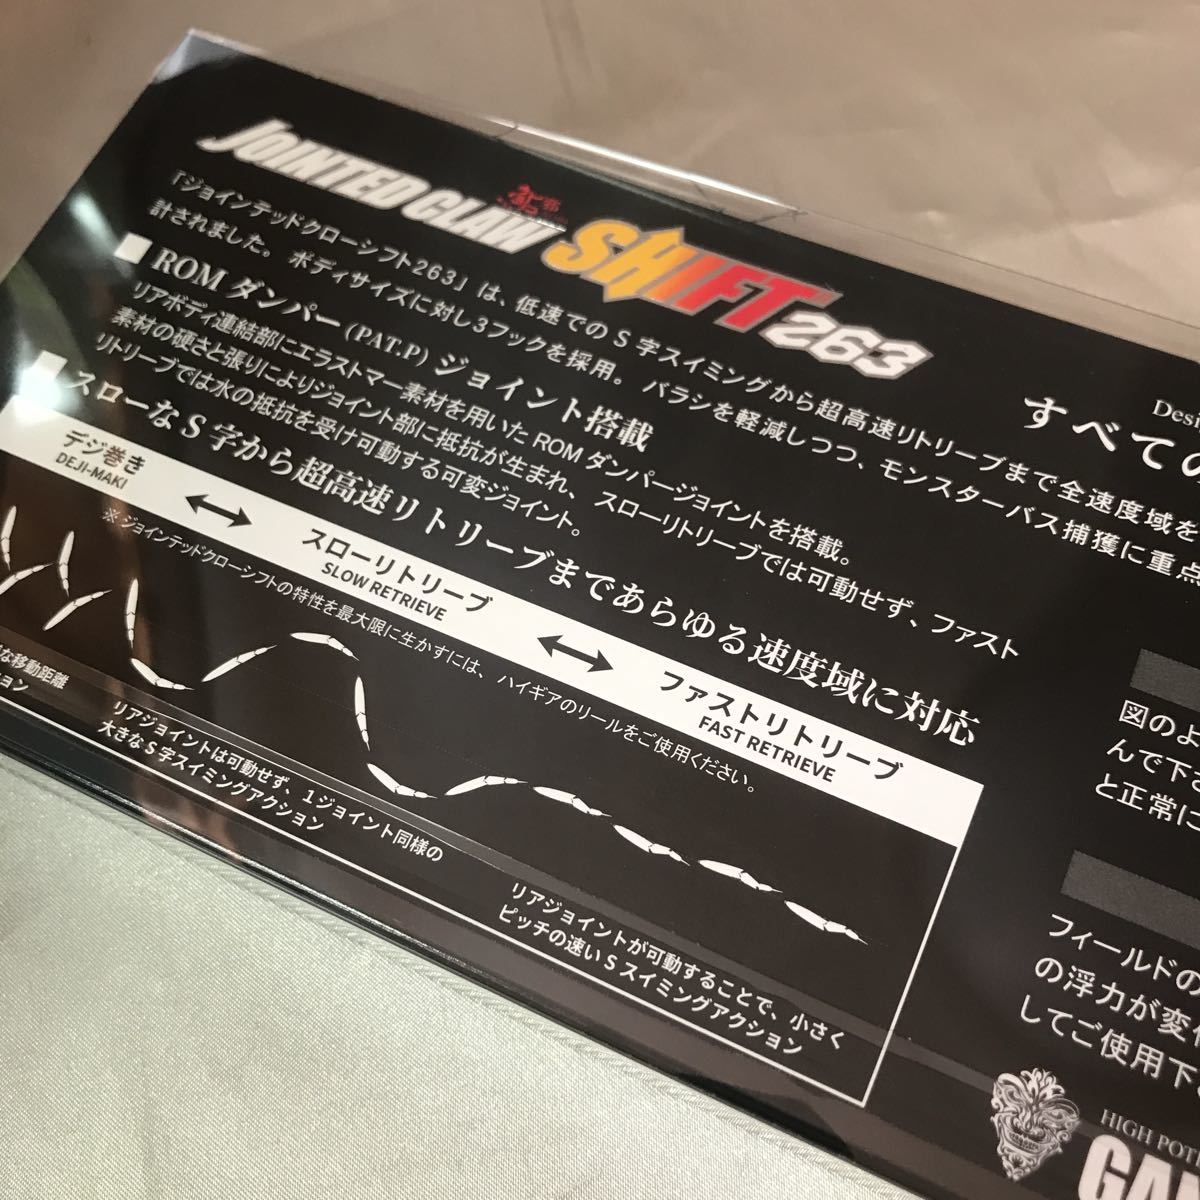 JOINTED CLAW SHIFT 263
「ジョインテッドクローシフト263」は、低速でのS字スイミングから超高速リトリーブまで全速度域を
計されました。ボディサイズに対し3フックを採用。バラシを軽減しつつ、モンスターバス捕獲に重点
■ ROM ダンパー (PAT.P) ジョイント搭載
リアボディ連結部にエラストマー素材を用いたROMダンパージョイントを搭載。
素材の硬さと張りによりジョイント部に抵抗が生まれ、スローリトリーブでは可動せず、ファスト
リトリーブでは水の抵抗を受け可動する可変ジョイント。
■ スローなS字から超高速リトリーブまであらゆる速度域に対応
デジ巻き
DEJI-MAKI
スローリトリーブ
SLOW RETRIEVE
ファストリトリーブ
FAST RETRIEVE
※ジョインテッドクローシフトの特性を最大限に生かすには、ハイギアのリールをご使用ください。
な移動距離
ション
リアジョイントは可動せず、1ジョイント同様の
大きなS字スイミングアクション
リアジョイントが可動することで、小さく
ピッチの速いSスイミングアクション
すべての
図のよ
んで下さ
と正常に
フィールドの
の浮力が変
してご使用下